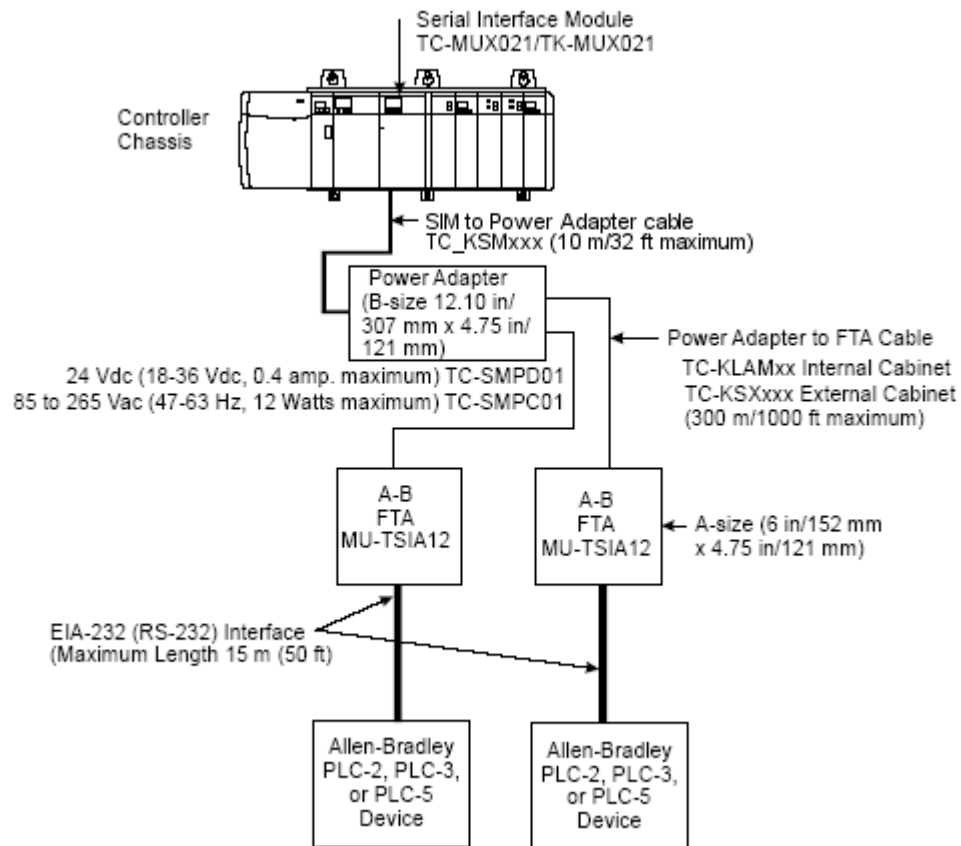 Serial Interface Module
TC-MUX021/TK-MUX021
Controller
Chassis
SIM to Power Adapter cable
TC_KSMxxx (10 m/32 ft maximum)
Power Adapter
(B-size 12.10 in/
307 mm x 4.75 in/
121 mm)
Power Adapter to FTA Cable
TC-KLAMxx Internal Cabinet
TC-KSXxxx External Cabinet
(300 m/1000 ft maximum)
24 Vdc (18-36 Vdc, 0.4 amp. maximum) TC-SMPD01
85 to 265 Vac (47-63 Hz, 12 Watts maximum) TC-SMPC01
A-B
FTA
MU-TSIA12
A-B
FTA
MU-TSIA12
A-size (6 in/152 mm
x 4.75 in/121 mm)
EIA-232 (RS-232) Interface
(Maximum Length 15 m (50 ft)
Allen-Bradley
PLC-2, PLC-3,
or PLC-5
Device
Allen-Bradley
PLC-2, PLC-3,
or PLC-5
Device